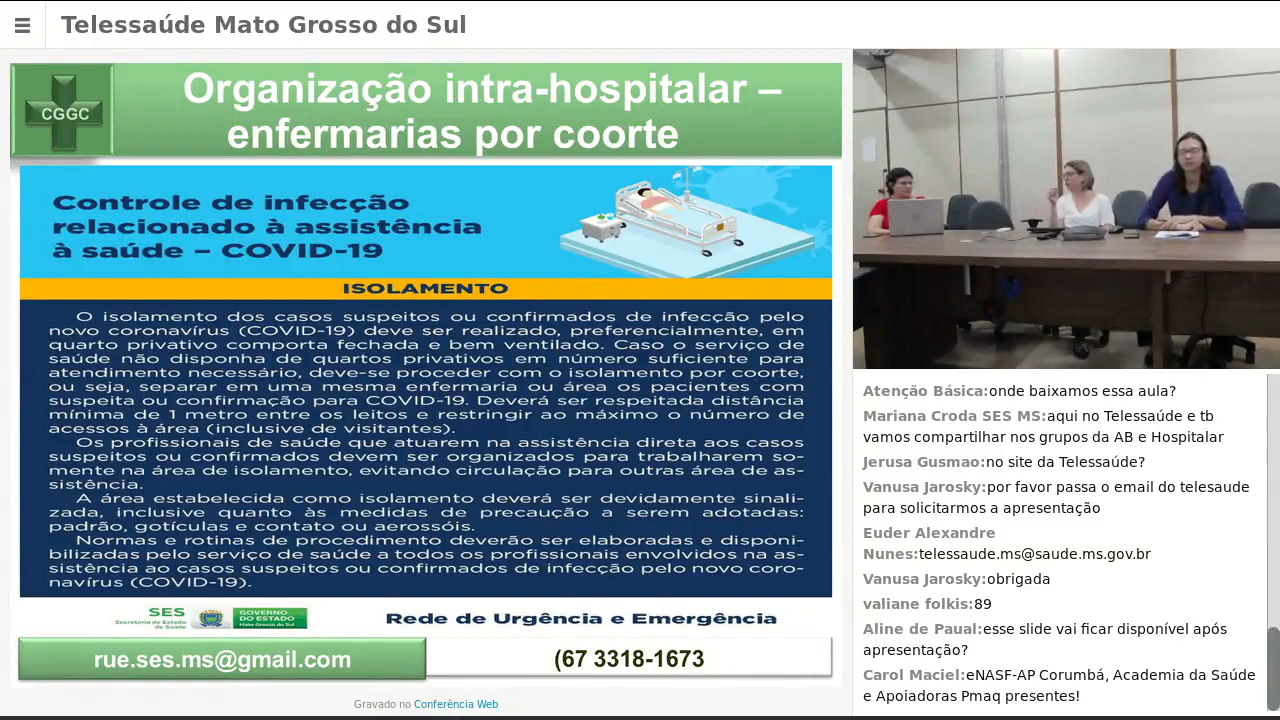 Telessaúde Mato Grosso do Sul
CGGC
Organização intra-hospitalar –
enfermarias por coorte
Controle de infecção
relacionado à assistência
à saúde – COVID-19
ISOLAMENTO
O isolamento dos casos suspeitos ou confirmados de infecção pelo
novo coronavírus (COVID-19) deve ser realizado, preferencialmente, em
quarto privativo comporta fechada e bem ventilado. Caso o serviço de
saúde não disponha de quartos privativos em número suficiente para
atendimento necessário, deve-se proceder com o isolamento por coorte,
ou seja, separar em uma mesma enfermaria ou área os pacientes com
suspeita ou confirmação para COVID-19. Deverá ser respeitada distância
mínima de 1 metro entre os leitos e restringir ao máximo o número de
acessos à área (inclusive de visitantes).
Os profissionais de saúde que atuarem na assistência direta aos casos
suspeitos ou confirmados devem ser organizados para trabalharem so-
mente na área de isolamento, evitando circulação para outras área de as-
sistência.
A área estabelecida como isolamento deverá ser devidamente sinali-
zada, inclusive quanto às medidas de precaução a serem adotadas:
padrão, gotículas e contato ou aerossóis.
Normas e rotinas de procedimento deverão ser elaboradas e disponi-
bilizadas pelo serviço de saúde a todos os profissionais envolvidos na as-
sistência ao casos suspeitos ou confirmados de infecção pelo novo coro-
navírus (COVID-19).
SES
Secretaria de Estado
de Saúde
GOVERNO
DO ESTADO
Mato Grosso do Sul
Rede de Urgência e Emergência
rue.ses.ms@gmail.com
(67 3318-1673
Gravado no Conferência Web
Atenção Básica:onde baixamos essa aula?
Mariana Croda SES MS:aqui no Telessaúde e tb
vamos compartilhar nos grupos da AB e Hospitalar
Jerusa Gusmao:no site da Telessaúde?
Vanusa Jarosky:por favor passa o email do telesaude
para solicitarmos a apresentação
Euder Alexandre
Nunes:telessaude.ms@saude.ms.gov.br
Vanusa Jarosky:obrigada
valiane folkis:89
Aline de Paual:esse slide vai ficar disponível após
apresentação?
Carol Maciel:eNASF-AP Corumbá, Academia da Saúde
e Apoiadoras Pmaq presentes!